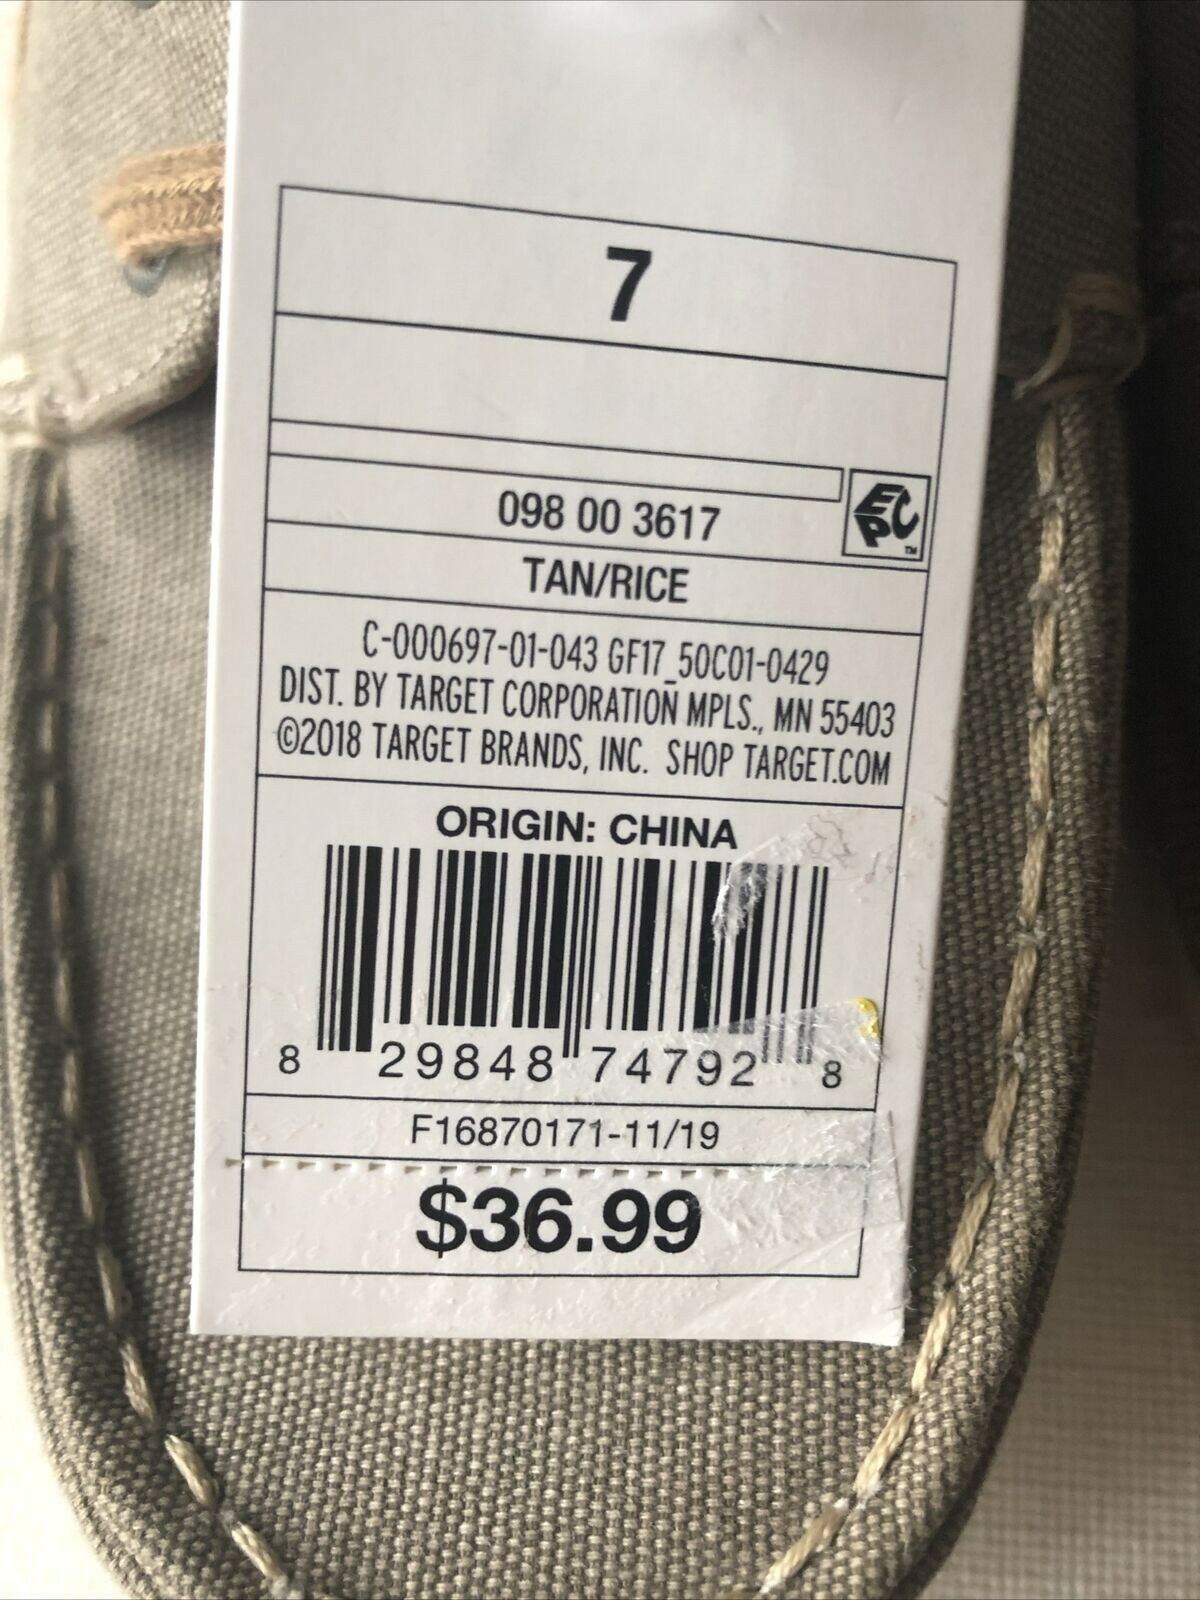 7
098 00 3617
EPC™
TAN/RICE
C-000697-01-043 GF17_50C01-0429
DIST. BY TARGET CORPORATION MPLS., MN 55403
©2018 TARGET BRANDS, INC. SHOP TARGET.COM
ORIGIN: CHINA
8 29848 74792 8
F16870171-11/19
$36.99